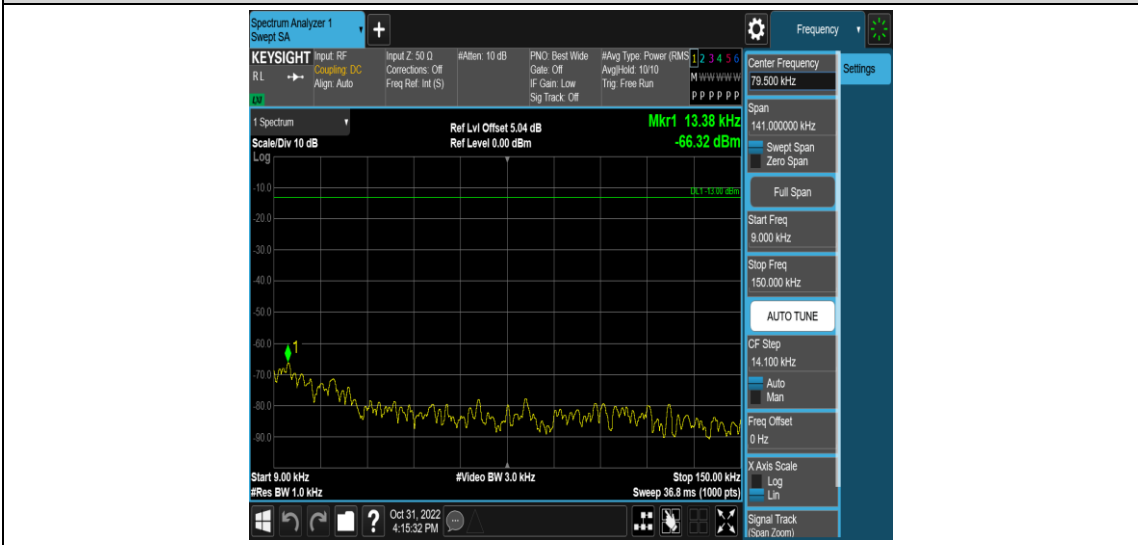 Spectrum Analyzer 1
Swept SA
+
Frequency
KEYSIGHT
RL
LXI
Input: RF
Coupling: DC
Align: Auto
Input Z: 50 Ω
Corrections: Off
Freq Ref: Int (S)
#Atten: 10 dB
PNO: Best Wide
Gate: Off
IF Gain: Low
Sig Track: Off
#Avg Type: Power (RMS
Avg|Hold: 10/10
Trig: Free Run
1 2 3 4 5 6
M W W W W W
P P P P P P
1 Spectrum
Scale/Div 10 dB
Log
Ref Lvl Offset 5.04 dB
Ref Level 0.00 dBm
Mkr1 13.38 kHz
-66.32 dBm
DL1 -13.00 dBm
-10.0
-20.0
-30.0
-40.0
-50.0
-60.0
-70.0
-80.0
-90.0
1
Start 9.00 kHz
#Res BW 1.0 kHz
#Video BW 3.0 kHz
Stop 150.00 kHz
Sweep 36.8 ms (1000 pts)
?
Oct 31, 2022
4:15:32 PM
Center Frequency
79.500 kHz
Settings
Span
141.000000 kHz
Swept Span
Zero Span
Full Span
Start Freq
9.000 kHz
Stop Freq
150.000 kHz
AUTO TUNE
CF Step
14.100 kHz
Auto
Man
Freq Offset
0 Hz
X Axis Scale
Log
Lin
Signal Track
(Span Zoom)